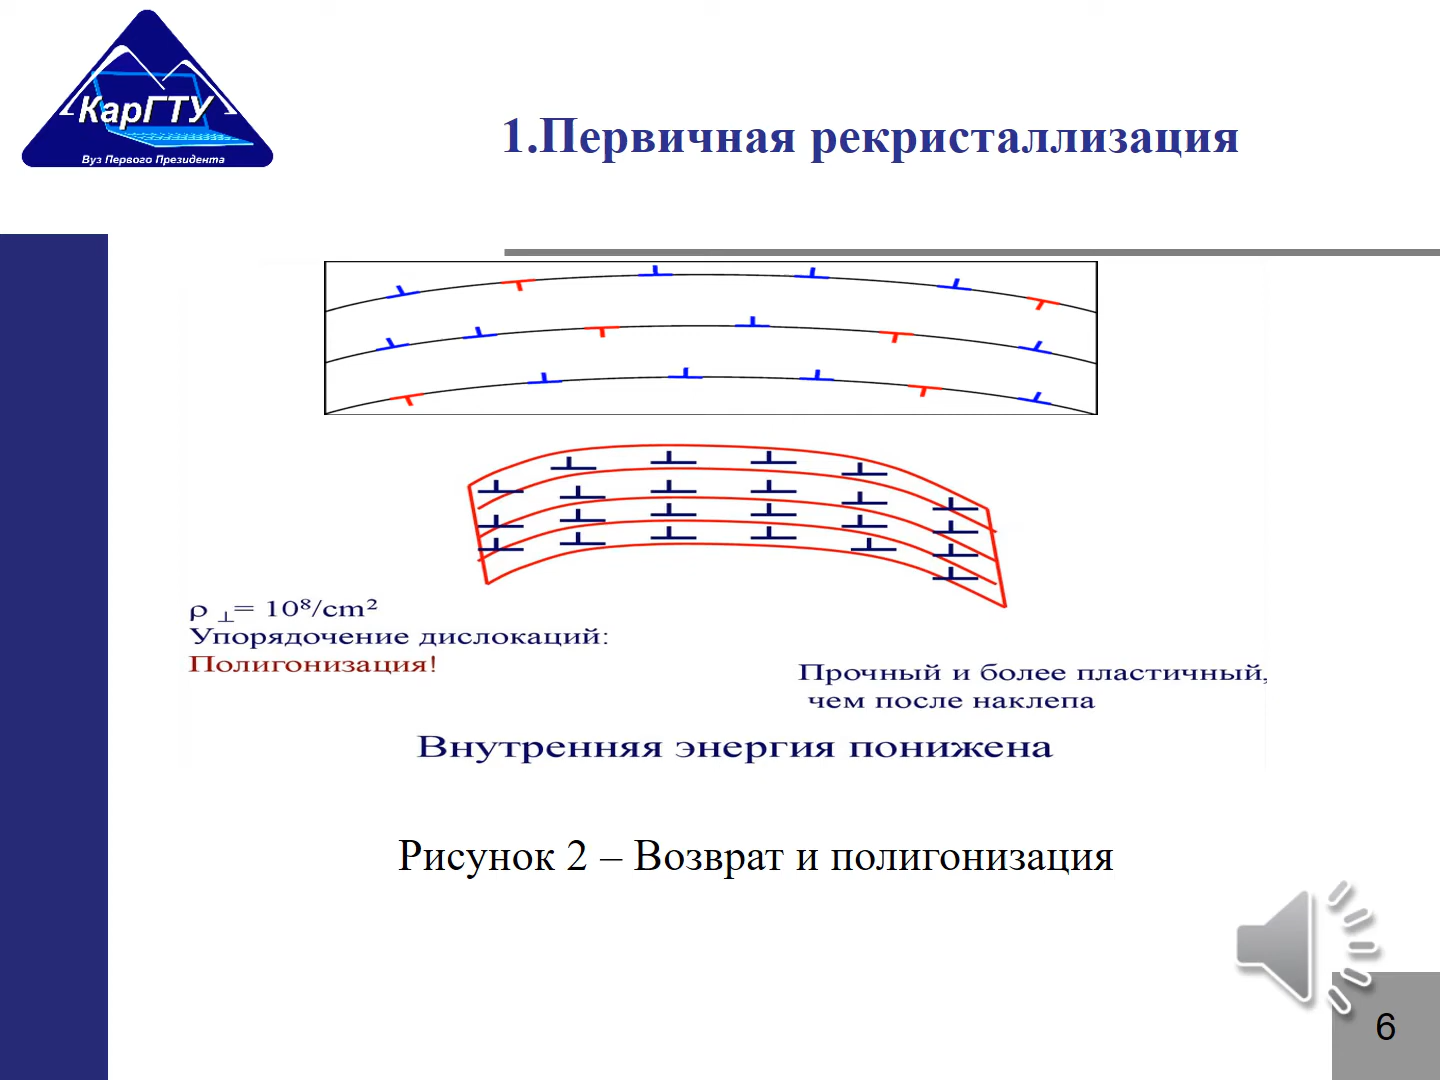 КарГТУ
Вуз Первого Президента
1.Первичная рекристаллизация
ρ ⊥= 10⁸/cm²
Упорядочение дислокаций:
Полигонизация!
Прочный и более пластичный,
чем после наклепа
Внутренняя энергия понижена
Рисунок 2 – Возврат и полигонизация
6